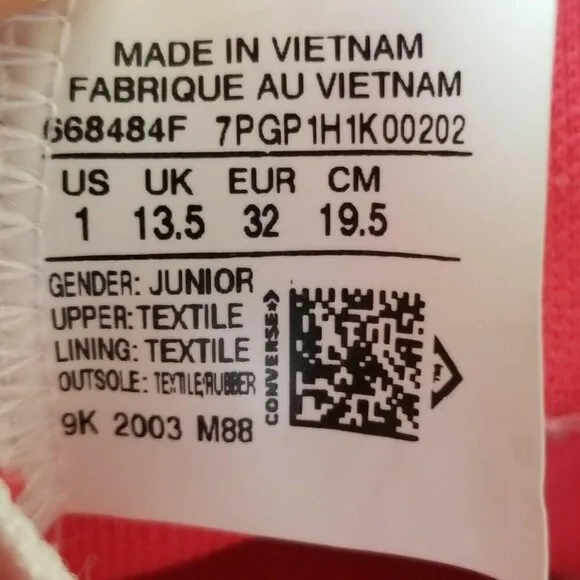 MADE IN VIETNAM
FABRIQUE AU VIETNAM
668484F 7PGP1H1K00202
US UK EUR CM
1 13.5 32 19.5
GENDER: JUNIOR
UPPER: TEXTILE
LINING: TEXTILE
OUTSOLE: TEXTILE/RUBBER
9K 2003 M88
CONVERSE
TM